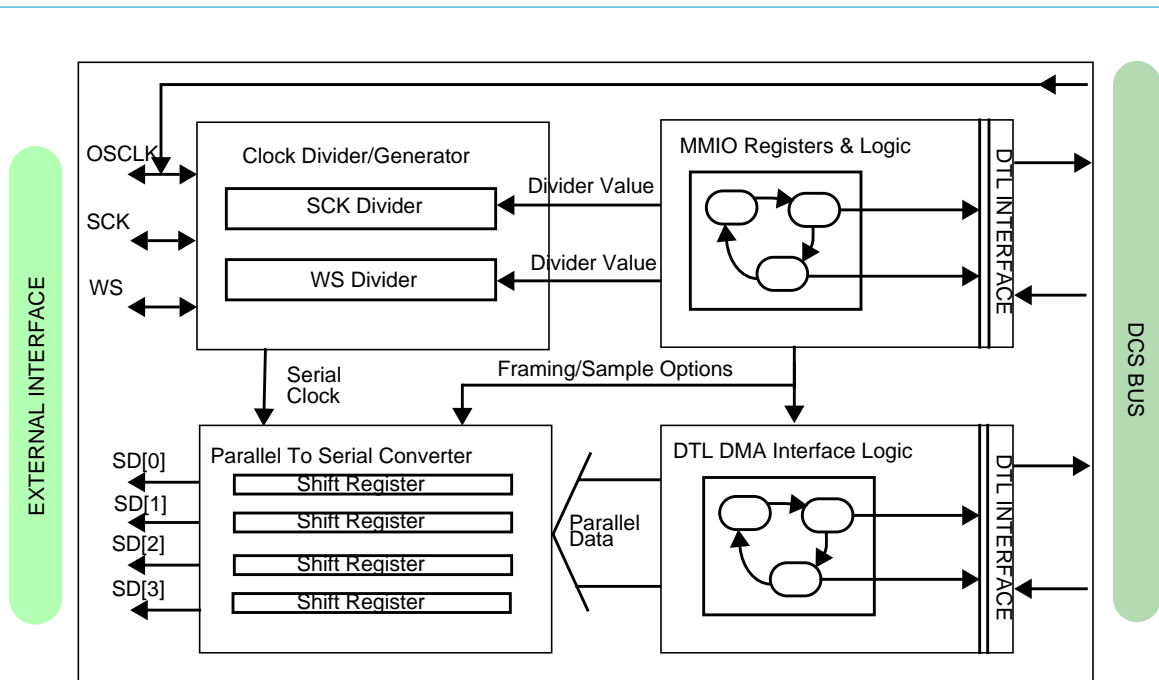 EXTERNAL INTERFACE
OSCLK
SCK
WS
Clock Divider/Generator
SCK Divider
WS Divider
Divider Value
Divider Value
MMIO Registers & Logic
DTL INTERFACE
DCS BUS
Serial
Clock
Framing/Sample Options
SD[0]
SD[1]
SD[2]
SD[3]
Parallel To Serial Converter
Shift Register
Shift Register
Shift Register
Shift Register
Parallel
Data
DTL DMA Interface Logic
DTL INTERFACE